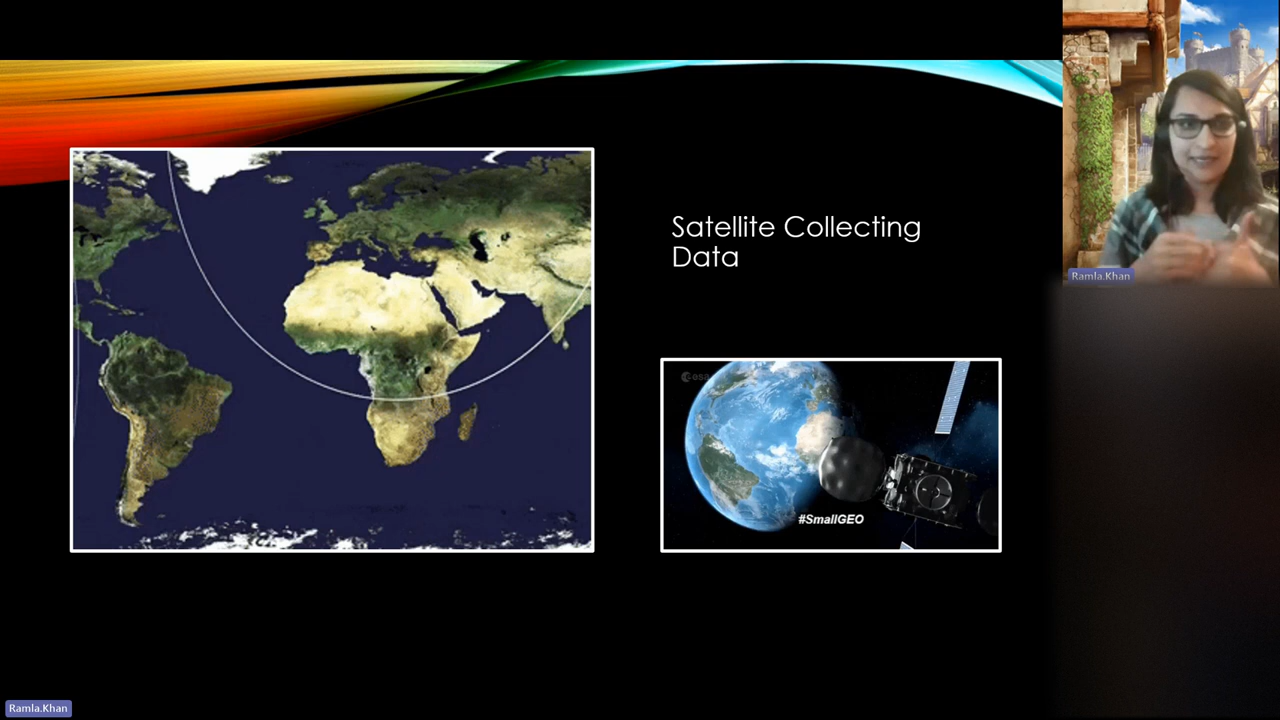 Satellite Collecting
Data
esa
#SmallGEO
Ramla.Khan
Ramla.Khan